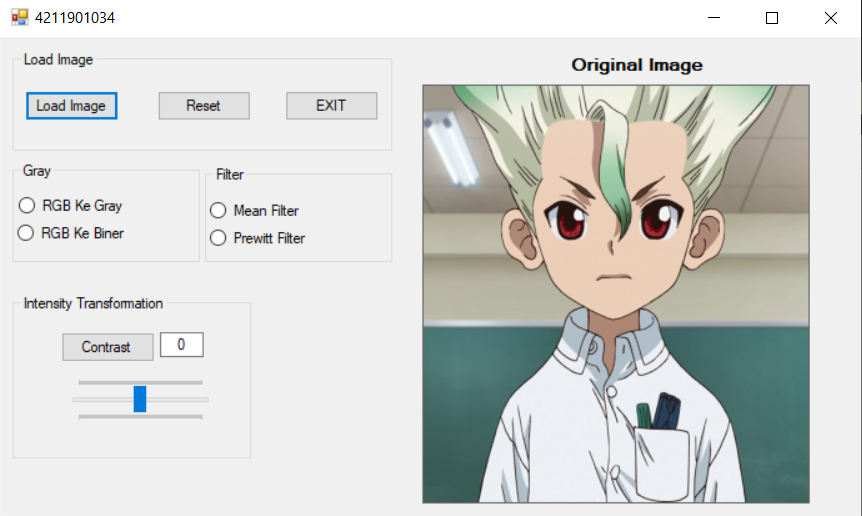 4211901034
Load Image
Load Image
Reset
EXIT
Original Image
Gray
RGB Ke Gray
RGB Ke Biner
Filter
Mean Filter
Prewitt Filter
Intensity Transformation
Contrast
0